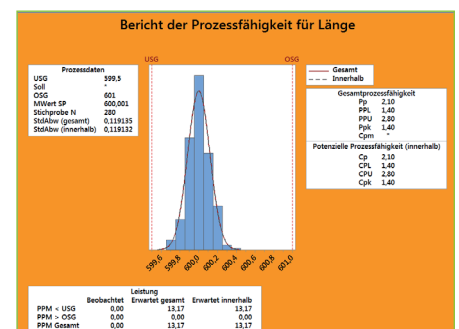 Bericht der Prozessfähigkeit für Länge
USG
OSG
Prozessdaten
USG 599,5
Soll *
OSG 601
MWert SP 600,001
Stichprobe N 280
StdAbw (gesamt) 0,119135
StdAbw (innerhalb) 0,119132
Gesamt
Innerhalb
Gesamtprozessfähigkeit
Pp 2,10
PPL 1,40
PPU 2,80
Ppk 1,40
Cpm *
Potenzielle Prozessfähigkeit (innerhalb)
Cp 2,10
CPL 1,40
CPU 2,80
Cpk 1,40
599,6 599,8 600,0 600,2 600,4 600,6 600,8 601,0
Leistung
Beobachtet Erwartet gesamt Erwartet innerhalb
PPM < USG 0,00 13,17 13,17
PPM > OSG 0,00 0,00 0,00
PPM Gesamt 0,00 13,17 13,17